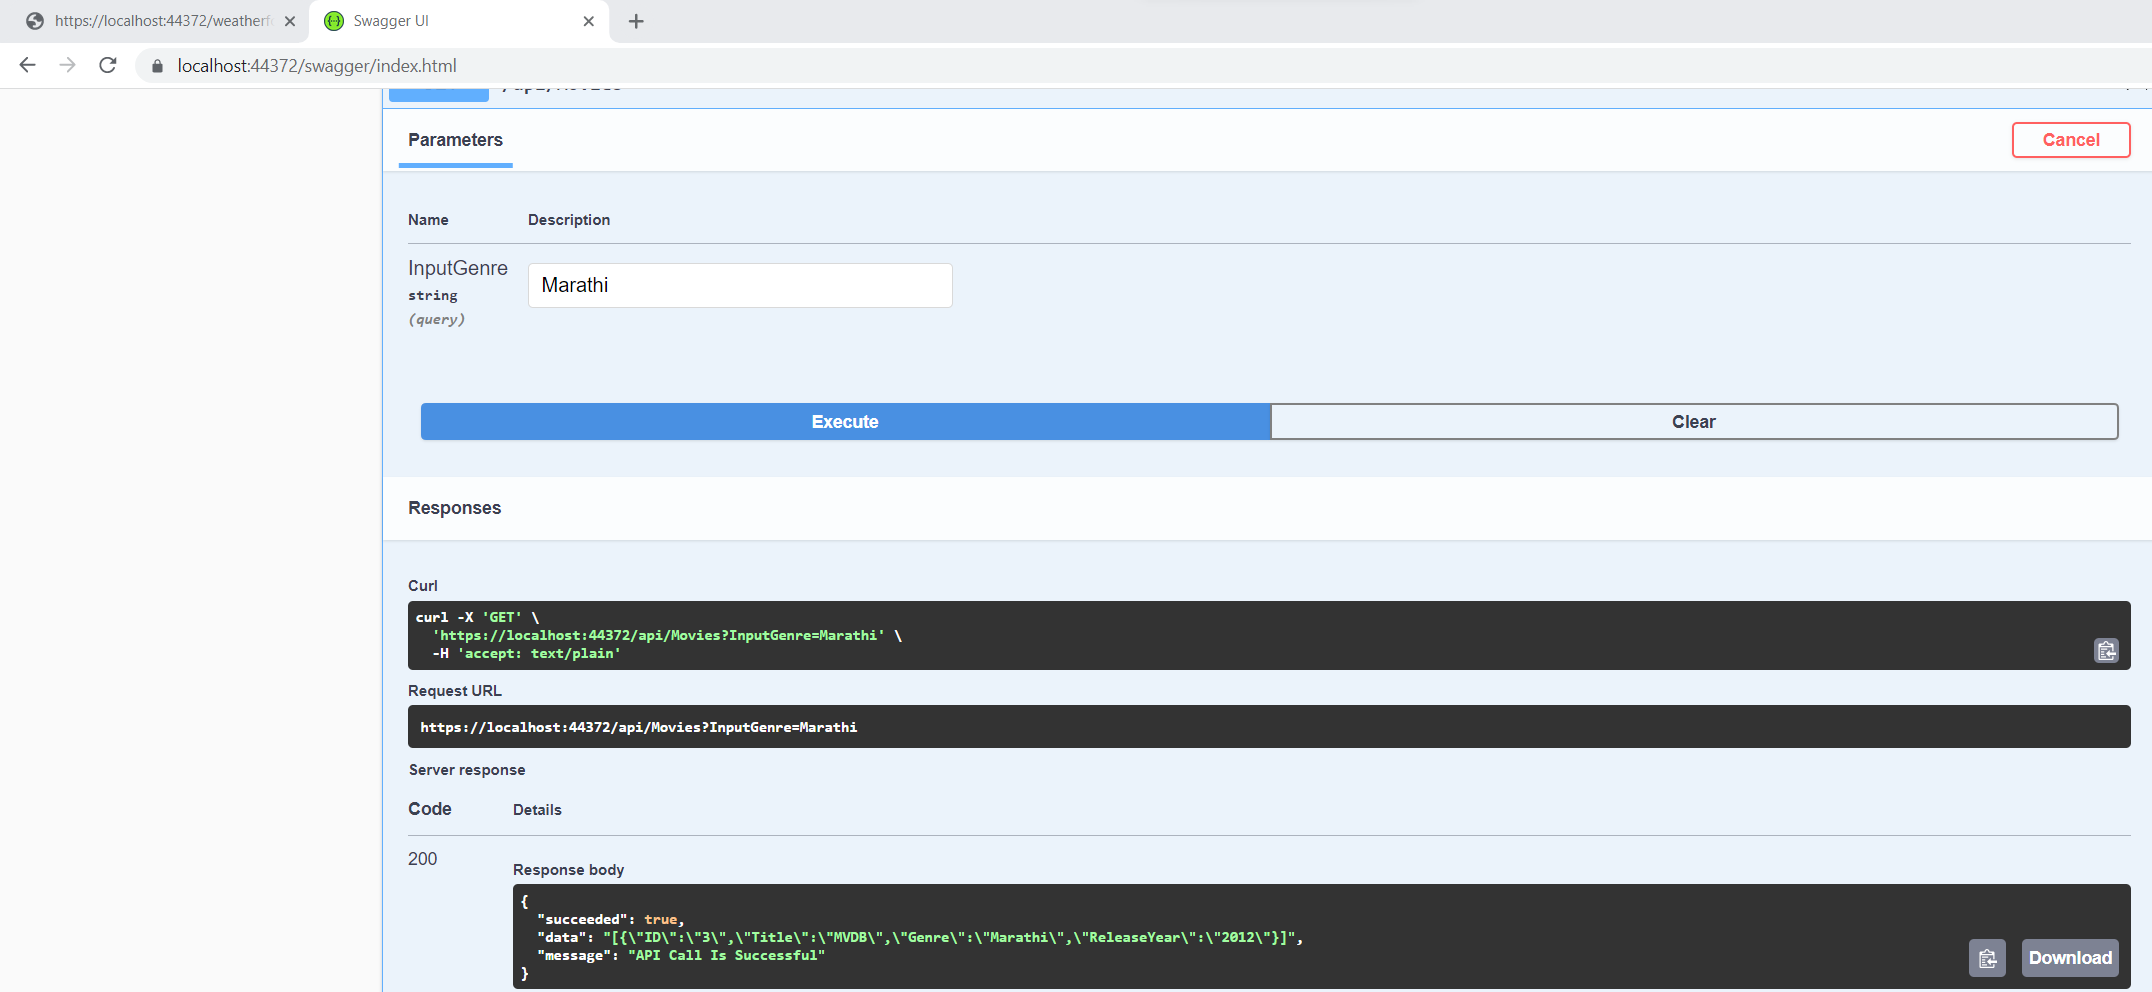 https://localhost:44372/weatherf
Swagger UI
localhost:44372/swagger/index.html
/api/Movies
Parameters
Cancel
Name Description
InputGenre
Marathi
string
(query)
Execute Clear
Responses
Curl
curl -X 'GET' \
'https://localhost:44372/api/Movies?InputGenre=Marathi' \
-H 'accept: text/plain'
Request URL
https://localhost:44372/api/Movies?InputGenre=Marathi
Server response
Code Details
200
Response body
{
"succeeded": true,
"data": "[{\"ID\":\"3\",\"Title\":\"MVDB\",\"Genre\":\"Marathi\",\"ReleaseYear\":\"2012\"}]",
"message": "API Call Is Successful"
}
Download